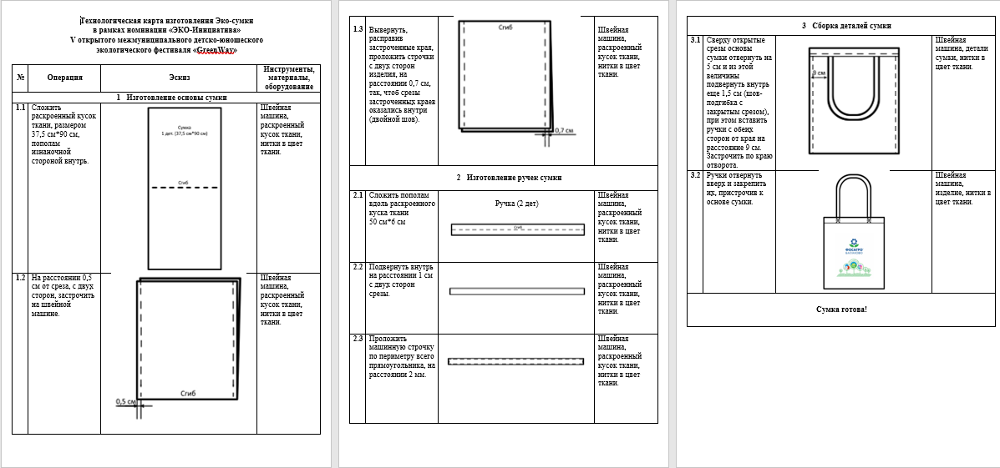 Технологическая карта изготовления Эко-сумки
в рамках номинации «ЭКО-Инициатива»
V открытого межмуниципального детско-юношеского
экологического фестиваля «GreenWay»
№
Операция
Эскиз
Инструменты,
материалы,
оборудование
1 Изготовление основы сумки
1.1
Сложить
раскроенный кусок
ткани, размером
37,5 см*90 см,
пополам
изнаночной
стороной внутрь.
Сумка
1 дет. (37,5 см*90 см)
Сгиб
Швейная
машина,
раскроенный
кусок ткани,
нитки в цвет
ткани.
1.2
На расстоянии 0,5
см от среза, с двух
сторон, застрочить
на швейной
машине.
Сгиб
0,5 см
Швейная
машина,
раскроенный
кусок ткани,
нитки в цвет
ткани.
1.3
Вывернуть,
расправив
застроченные края,
проложить строчки
с двух сторон
изделия, на
расстоянии 0,7 см,
так, чтоб срезы
застроченных краев
оказались внутри
(двойной шов).
Сгиб
0,7 см
Швейная
машина,
раскроенный
кусок ткани,
нитки в цвет
ткани.
2 Изготовление ручек сумки
2.1
Сложить пополам
вдоль раскроенного
куска ткани
50 см*6 см
Ручка (2 дет)
Сгиб
Швейная
машина,
раскроенный
кусок ткани,
нитки в цвет
ткани.
2.2
Подвернуть внутрь
на расстоянии 1 см
с двух сторон
срезы.
Швейная
машина,
раскроенный
кусок ткани,
нитки в цвет
ткани.
2.3
Проложить
машинную строчку
по периметру всего
прямоугольника, на
расстоянии 2 мм.
Швейная
машина,
раскроенный
кусок ткани,
нитки в цвет
ткани.
3 Сборка деталей сумки
3.1
Сверху открытые
срезы основы
сумки отвернуть на
5 см и из этой
величины
подвернуть внутрь
еще 1,5 см (шов-
подгибка с
закрытым срезом),
при этом вставить
ручки с обеих
сторон от края на
расстояние 9 см.
Застрочить по краю
отворота.
9 см
Швейная
машина, детали
сумки, нитки в
цвет ткани.
3.2
Ручки отвернуть
вверх и закрепить
их, пристрочив к
основе сумки.
ФОСАГРО
БАЛАКОВО
Швейная
машина,
изделие, нитки в
цвет ткани.
Сумка готова!